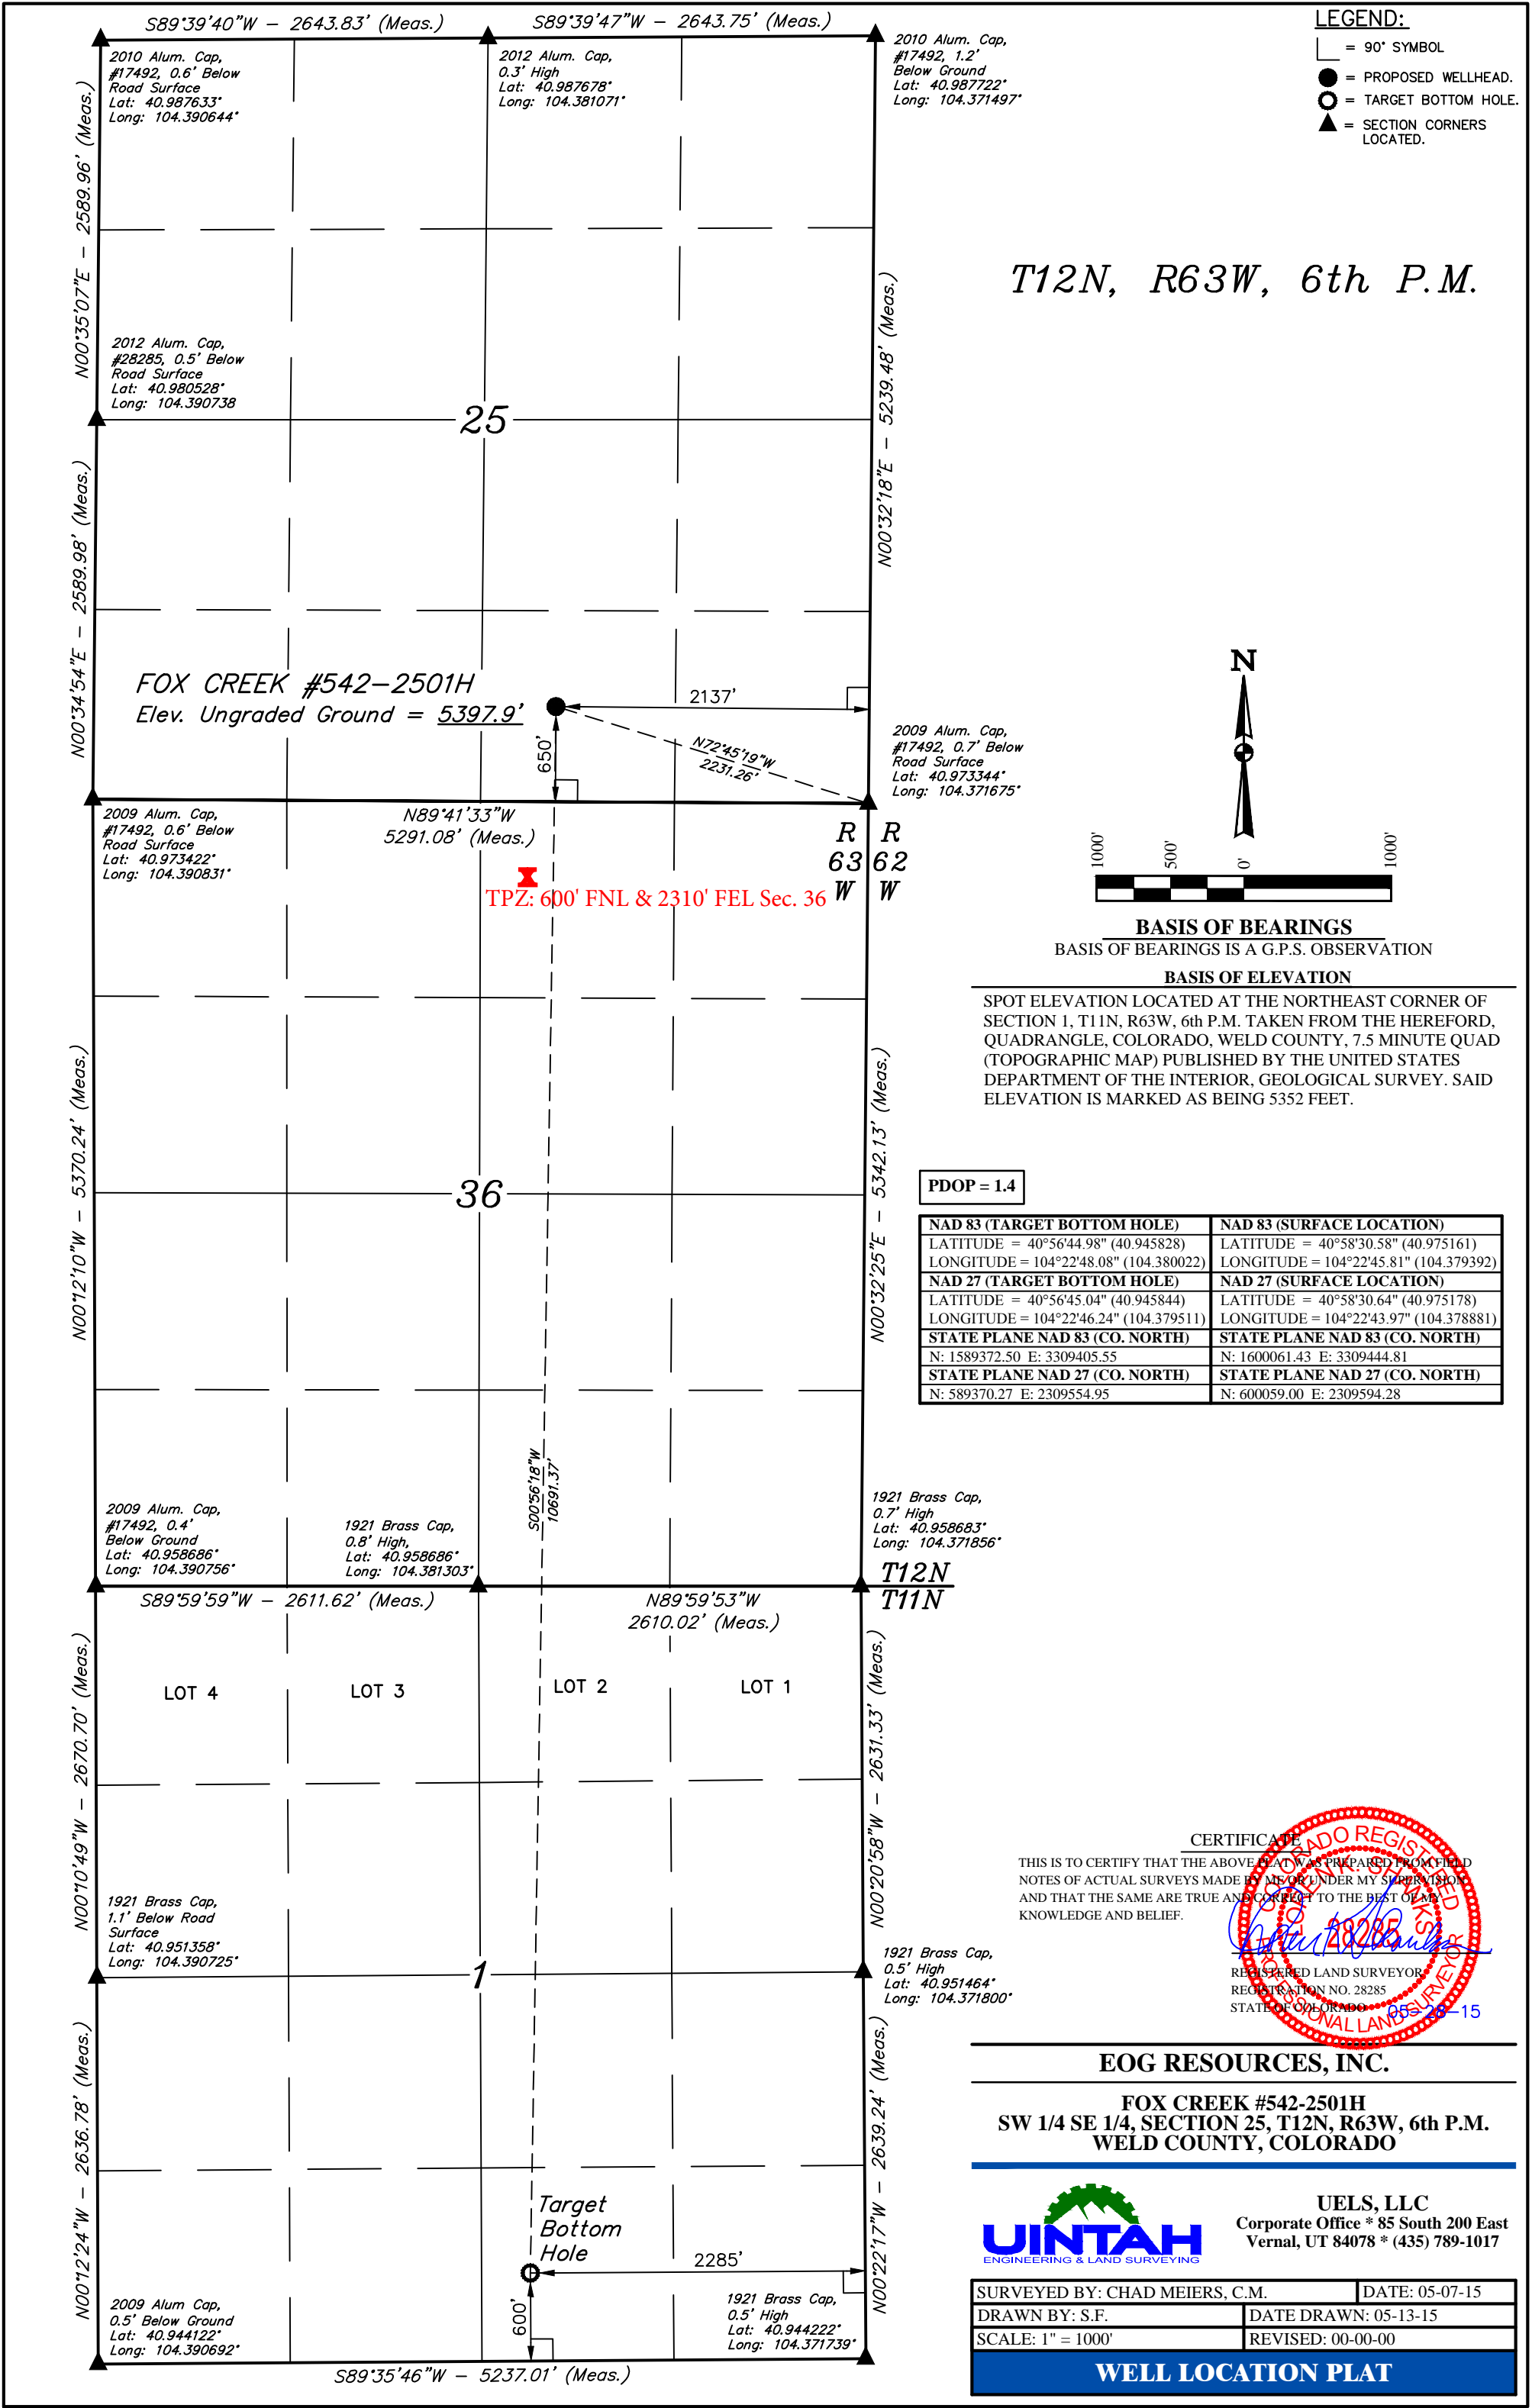 S89°39'40"W - 2643.83' (Meas.)
S89°39'47"W - 2643.75' (Meas.)
2010 Alum. Cap,
#17492, 0.6' Below
Road Surface
Lat: 40.987633°
Long: 104.390644°
2012 Alum. Cap,
0.3' High
Lat: 40.987678°
Long: 104.381071°
2010 Alum. Cap,
#17492, 1.2'
Below Ground
Lat: 40.987722°
Long: 104.371497°
LEGEND:
= 90° SYMBOL
= PROPOSED WELLHEAD.
= TARGET BOTTOM HOLE.
= SECTION CORNERS
LOCATED.
T12N, R63W, 6th P.M.
N00°35'07"E - 2589.96' (Meas.)
N00°32'18"E - 5239.48' (Meas.)
2012 Alum. Cap,
#28285, 0.5' Below
Road Surface
Lat: 40.980528°
Long: 104.390738
25
N00°34'54"E - 2589.98' (Meas.)
FOX CREEK #542-2501H
Elev. Ungraded Ground = 5397.9'
2137'
650'
N72°45'19"W
2231.26'
2009 Alum. Cap,
#17492, 0.7' Below
Road Surface
Lat: 40.973344°
Long: 104.371675°
N
2009 Alum. Cap,
#17492, 0.6' Below
Road Surface
Lat: 40.973422°
Long: 104.390831°
N89°41'33"W
5291.08' (Meas.)
R R
63 62
W W
TPZ: 600' FNL & 2310' FEL Sec. 36
1000'
500'
0'
1000'
BASIS OF BEARINGS
BASIS OF BEARINGS IS A G.P.S. OBSERVATION
BASIS OF ELEVATION
SPOT ELEVATION LOCATED AT THE NORTHEAST CORNER OF
SECTION 1, T11N, R63W, 6th P.M. TAKEN FROM THE HEREFORD,
QUADRANGLE, COLORADO, WELD COUNTY, 7.5 MINUTE QUAD
(TOPOGRAPHIC MAP) PUBLISHED BY THE UNITED STATES
DEPARTMENT OF THE INTERIOR, GEOLOGICAL SURVEY. SAID
ELEVATION IS MARKED AS BEING 5352 FEET.
N00°12'10"W - 5370.24' (Meas.)
36
N00°32'25"E - 5342.13' (Meas.)
PDOP = 1.4
NAD 83 (TARGET BOTTOM HOLE)
LATITUDE = 40°56'44.98" (40.945828)
LONGITUDE = 104°22'48.08" (104.380022)
NAD 27 (TARGET BOTTOM HOLE)
LATITUDE = 40°56'45.04" (40.945844)
LONGITUDE = 104°22'46.24" (104.379511)
STATE PLANE NAD 83 (CO. NORTH)
N: 1589372.50 E: 3309405.55
STATE PLANE NAD 27 (CO. NORTH)
N: 589370.27 E: 2309554.95
NAD 83 (SURFACE LOCATION)
LATITUDE = 40°58'30.58" (40.975161)
LONGITUDE = 104°22'45.81" (104.379392)
NAD 27 (SURFACE LOCATION)
LATITUDE = 40°58'30.64" (40.975178)
LONGITUDE = 104°22'43.97" (104.378881)
STATE PLANE NAD 83 (CO. NORTH)
N: 1600061.43 E: 3309444.81
STATE PLANE NAD 27 (CO. NORTH)
N: 600059.00 E: 2309594.28
S00°56'18"W
10691.37'
2009 Alum. Cap,
#17492, 0.4'
Below Ground
Lat: 40.958686°
Long: 104.390756°
1921 Brass Cap,
0.8' High,
Lat: 40.958686°
Long: 104.381303°
1921 Brass Cap,
0.7' High
Lat: 40.958683°
Long: 104.371856°
T12N
T11N
S89°59'59"W - 2611.62' (Meas.)
N89°59'53"W
2610.02' (Meas.)
N00°10'49"W - 2670.70' (Meas.)
LOT 4
LOT 3
LOT 2
LOT 1
N00°20'58"W - 2631.33' (Meas.)
1921 Brass Cap,
1.1' Below Road
Surface
Lat: 40.951358°
Long: 104.390725°
1
1921 Brass Cap,
0.5' High
Lat: 40.951464°
Long: 104.371800°
N00°12'24"W - 2636.78' (Meas.)
N00°22'17"W - 2639.24' (Meas.)
Target
Bottom
Hole
2285'
600'
2009 Alum Cap,
0.5' Below Ground
Lat: 40.944122°
Long: 104.390692°
1921 Brass Cap,
0.5' High
Lat: 40.944222°
Long: 104.371739°
S89°35'46"W - 5237.01' (Meas.)
CERTIFICATE
THIS IS TO CERTIFY THAT THE ABOVE PLAT WAS PREPARED FROM FIELD
NOTES OF ACTUAL SURVEYS MADE BY ME OR UNDER MY SUPERVISION
AND THAT THE SAME ARE TRUE AND CORRECT TO THE BEST OF MY
KNOWLEDGE AND BELIEF.
COLORADO REGISTERED
LOREN K. SHANKS
28285
PROFESSIONAL LAND SURVEYOR
REGISTERED LAND SURVEYOR
REGISTRATION NO. 28285
STATE OF COLORADO
05-28-15
EOG RESOURCES, INC.
FOX CREEK #542-2501H
SW 1/4 SE 1/4, SECTION 25, T12N, R63W, 6th P.M.
WELD COUNTY, COLORADO
UINTAH
ENGINEERING & LAND SURVEYING
UELS, LLC
Corporate Office * 85 South 200 East
Vernal, UT 84078 * (435) 789-1017
SURVEYED BY: CHAD MEIERS, C.M.
DATE: 05-07-15
DRAWN BY: S.F.
DATE DRAWN: 05-13-15
SCALE: 1" = 1000'
REVISED: 00-00-00
WELL LOCATION PLAT